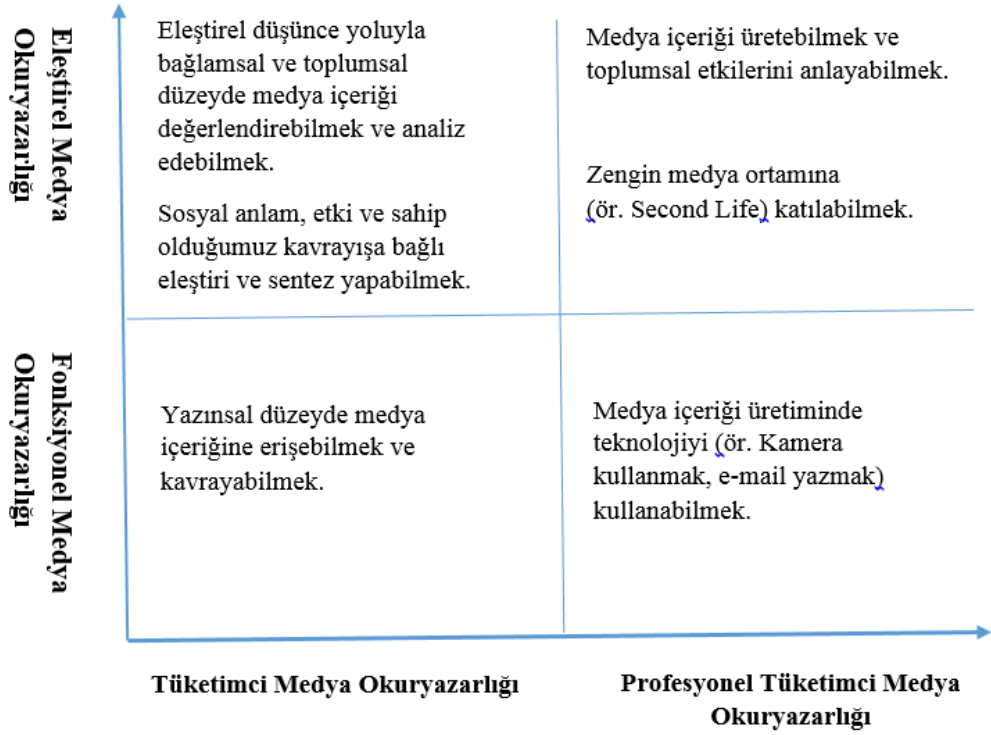 Eleştirel Medya
Okuryazarlığı
Eleştirel düşünce yoluyla
bağlamsal ve toplumsal
düzeyde medya içeriği
değerlendirebilmek ve analiz
edebilmek.
Sosyal anlam, etki ve sahip
olduğumuz kavrayışa bağlı
eleştiri ve sentez yapabilmek.
Medya içeriği üretebilmek ve
toplumsal etkilerini anlayabilmek.
Zengin medya ortamına
(ör. Second Life) katılabilmek.
Fonksiyonel Medya
Okuryazarlığı
Yazınsal düzeyde medya
içeriğine erişebilmek ve
kavrayabilmek.
Medya içeriği üretiminde
teknolojiyi (ör. Kamera
kullanmak, e-mail yazmak)
kullanabilmek.
Tüketimci Medya Okuryazarlığı
Profesyonel Tüketimci Medya
Okuryazarlığı